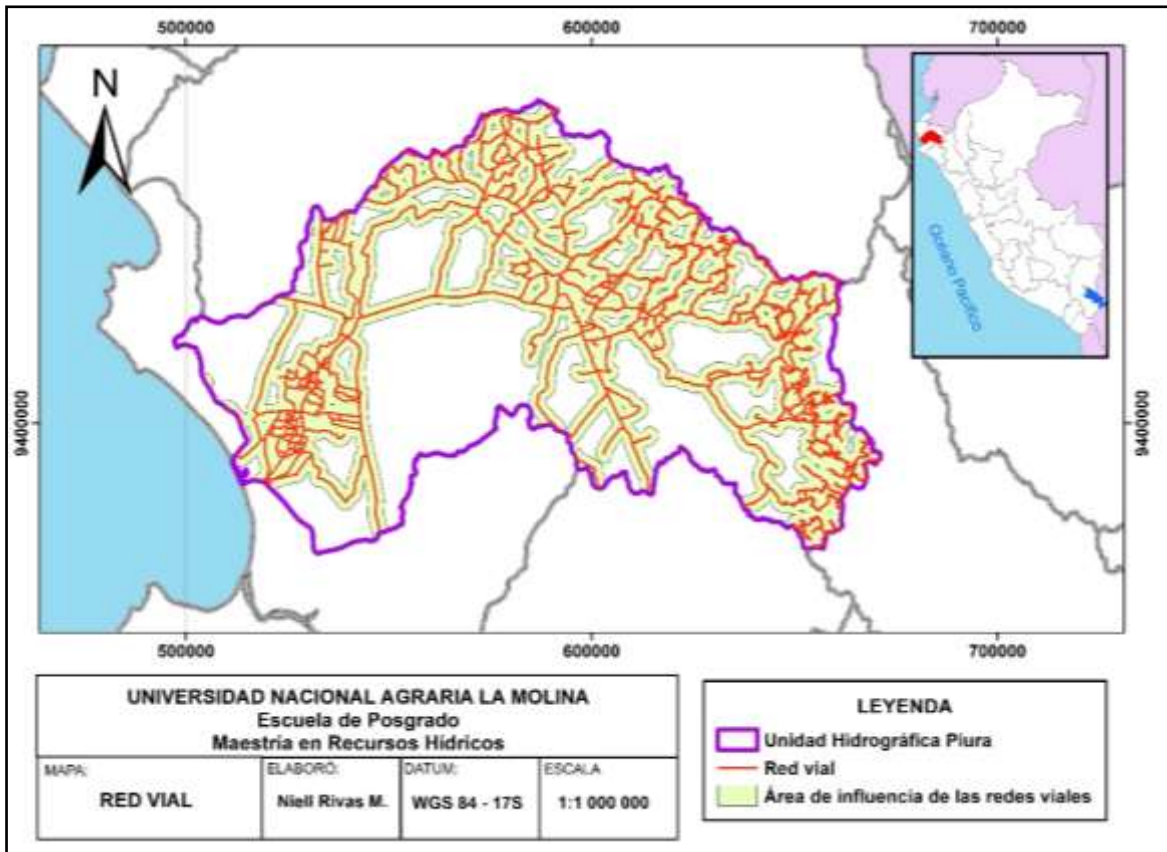 500000 600000 700000
N
Océano Pacífico
9400000 9400000
500000 600000 700000
UNIVERSIDAD NACIONAL AGRARIA LA MOLINA
Escuela de Posgrado
Maestría en Recursos Hídricos
MAPA: ELABORÓ: DATUM: ESCALA
RED VIAL Niell Rivas M. WGS 84 - 17S 1:1 000 000
LEYENDA
Unidad Hidrográfica Piura
Red vial
Área de influencia de las redes viales